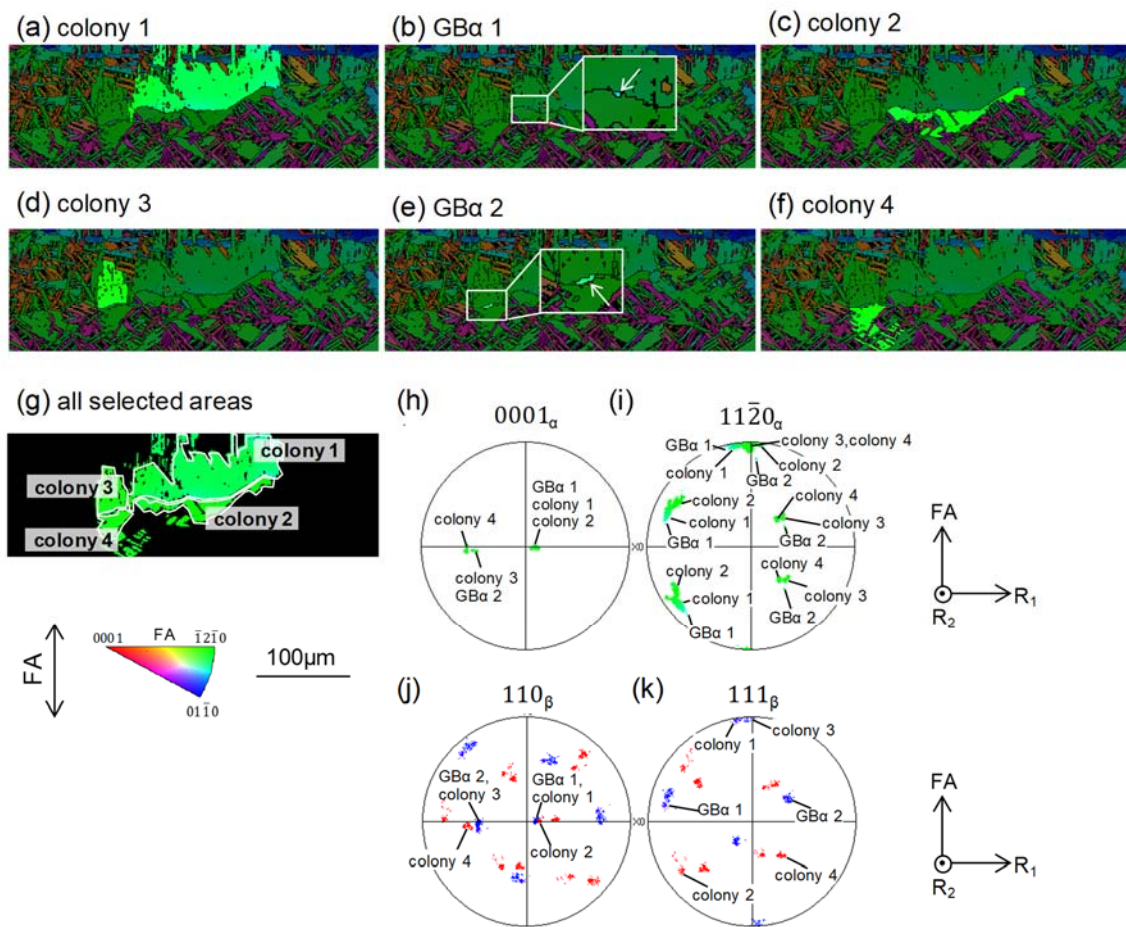 (a) colony 1
(b) GBα 1
(c) colony 2
(d) colony 3
(e) GBα 2
(f) colony 4
(g) all selected areas
colony 1
colony 3
colony 2
colony 4
FA
0001 FA 1̅21̅0
011̅0
100μm
(h)
0001α
GBα 1
colony 1
colony 2
colony 4
colony 3
GBα 2
X0
(i)
112̅0α
GBα 1
colony 3,colony 4
colony 1
colony 2
GBα 2
colony 2
colony 4
colony 1
colony 3
GBα 1
GBα 2
colony 4
colony 2
colony 1
colony 3
GBα 2
GBα 1
FA
R1
R2
(j)
110β
GBα 2,
colony 3
GBα 1,
colony 1
colony 4
colony 2
X0
(k)
111β
colony 3
colony 1
GBα 1
GBα 2
colony 4
colony 2
FA
R1
R2